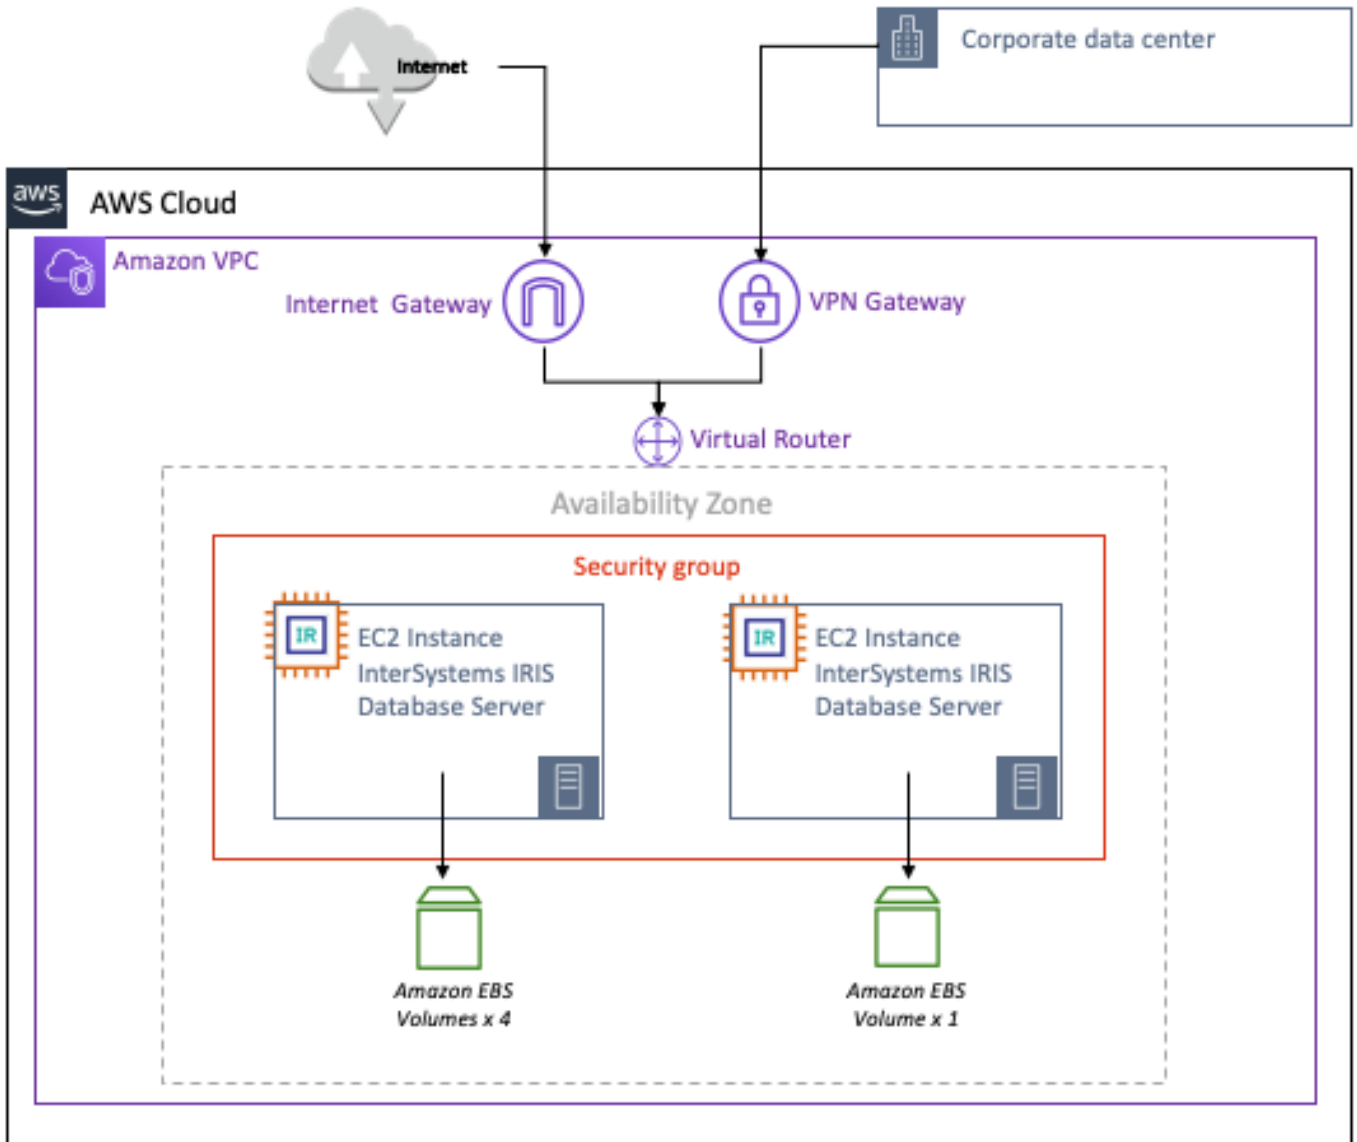 Internet
Corporate data center
aws
AWS Cloud
Amazon VPC
Internet Gateway
VPN Gateway
Virtual Router
Availability Zone
Security group
IR
EC2 Instance
InterSystems IRIS
Database Server
IR
EC2 Instance
InterSystems IRIS
Database Server
Amazon EBS
Volumes x 4
Amazon EBS
Volume x 1